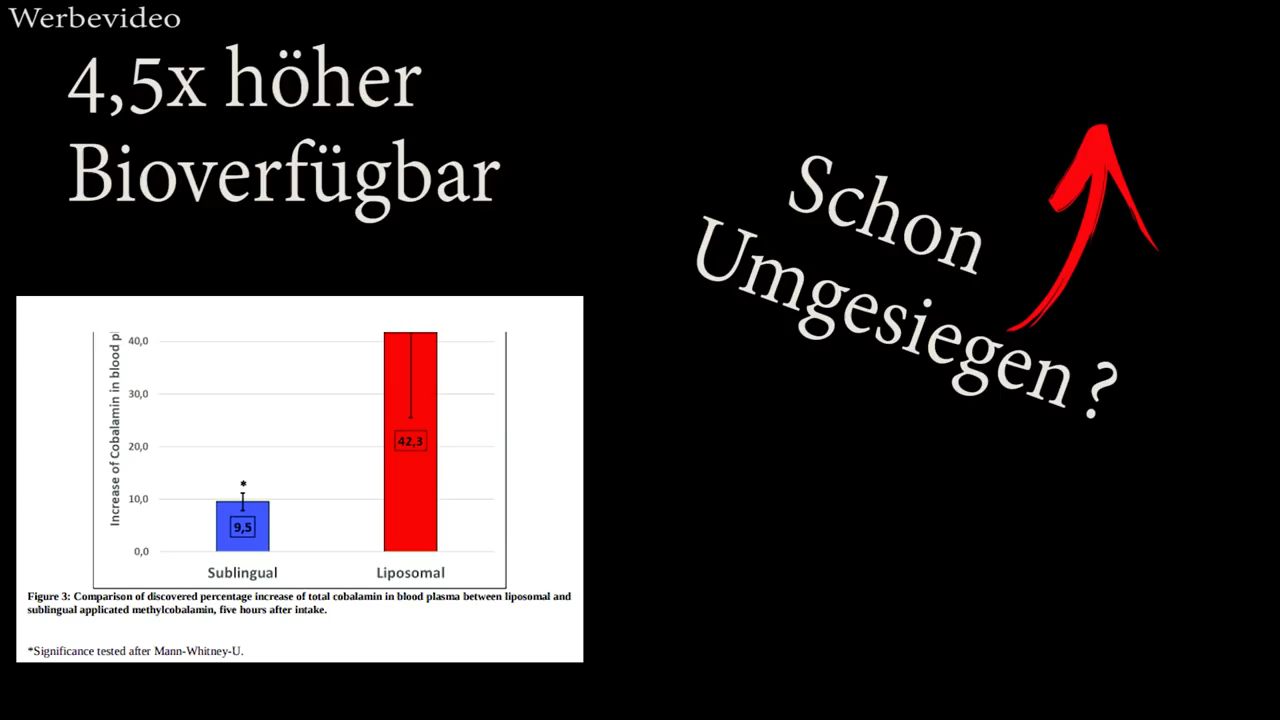 Werbevideo
4,5x höher
Bioverfügbar
Schon
Umgesiegen ?
Increase of Cobalamin in blood
40,0
30,0
20,0
10,0
0,0
*
9,5
42,3
Sublingual
Liposomal
Figure 3: Comparison of discovered percentage increase of total cobalamin in blood plasma between liposomal and
sublingual applicated methylcobalamin, five hours after intake.
*Significance tested after Mann-Whitney-U.